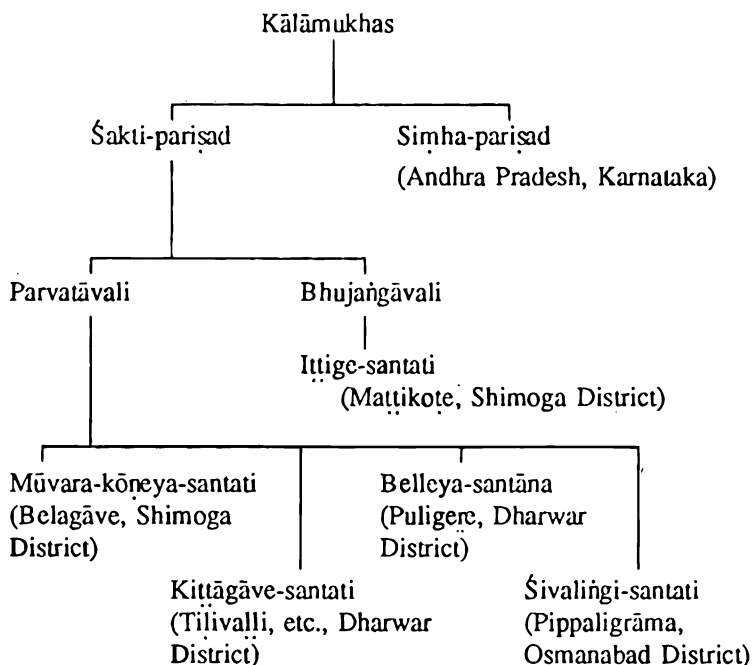 Kālāmukhas
Śakti-pariṣad
Siṃha-pariṣad
(Andhra Pradesh, Karnataka)
Parvatāvali
Bhujaṅgāvali
Iṭṭige-santati
(Maṭṭikoṭe, Shimoga District)
Mūvara-kōṇeya-santati
(Belagāve, Shimoga
District)
Belleya-santāna
(Puligeṟe, Dharwar
District)
Kiṭṭāgāve-santati
(Tiḷivaḷḷi, etc., Dharwar
District)
Śivaliṅgi-santati
(Pippaligrāma,
Osmanabad District)